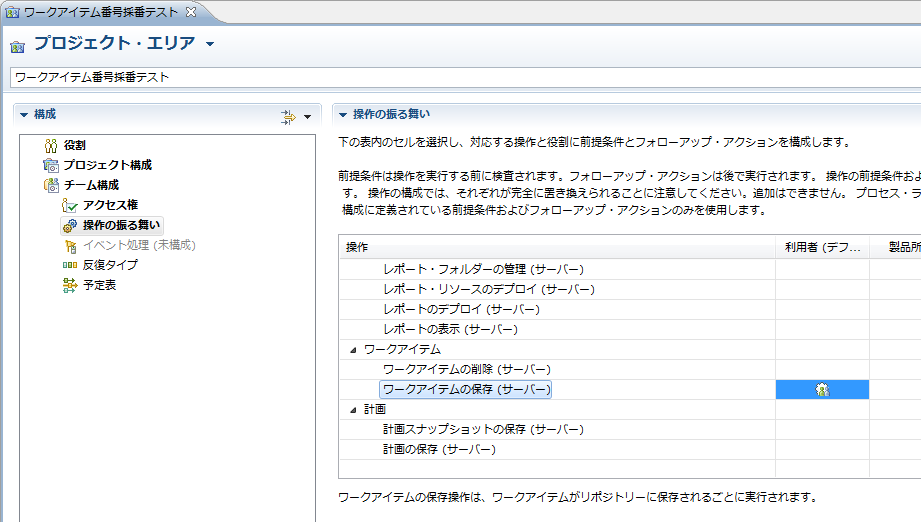 ワークアイテム番号採番テスト
プロジェクト・エリア
ワークアイテム番号採番テスト
構成
役割
プロジェクト構成
チーム構成
アクセス権
操作の振る舞い
イベント処理 (未構成)
反復タイプ
予定表
操作の振る舞い
下の表内のセルを選択し、対応する操作と役割に前提条件とフォローアップ・アクションを構成します。
前提条件は操作を実行する前に検査されます。フォローアップ・アクションは後で実行されます。 操作の前提条件およ
す。 操作の構成では、それぞれが完全に置き換えられることに注意してください。追加はできません。 プロセス・ラ
構成に定義されている前提条件およびフォローアップ・アクションのみを使用します。
操作 利用者 (デフ... 製品所
レポート・フォルダーの管理 (サーバー)
レポート・リソースのデプロイ (サーバー)
レポートのデプロイ (サーバー)
レポートの表示 (サーバー)
ワークアイテム
ワークアイテムの削除 (サーバー)
ワークアイテムの保存 (サーバー)
計画
計画スナップショットの保存 (サーバー)
計画の保存 (サーバー)
ワークアイテムの保存操作は、ワークアイテムがリポジトリーに保存されるごとに実行されます。